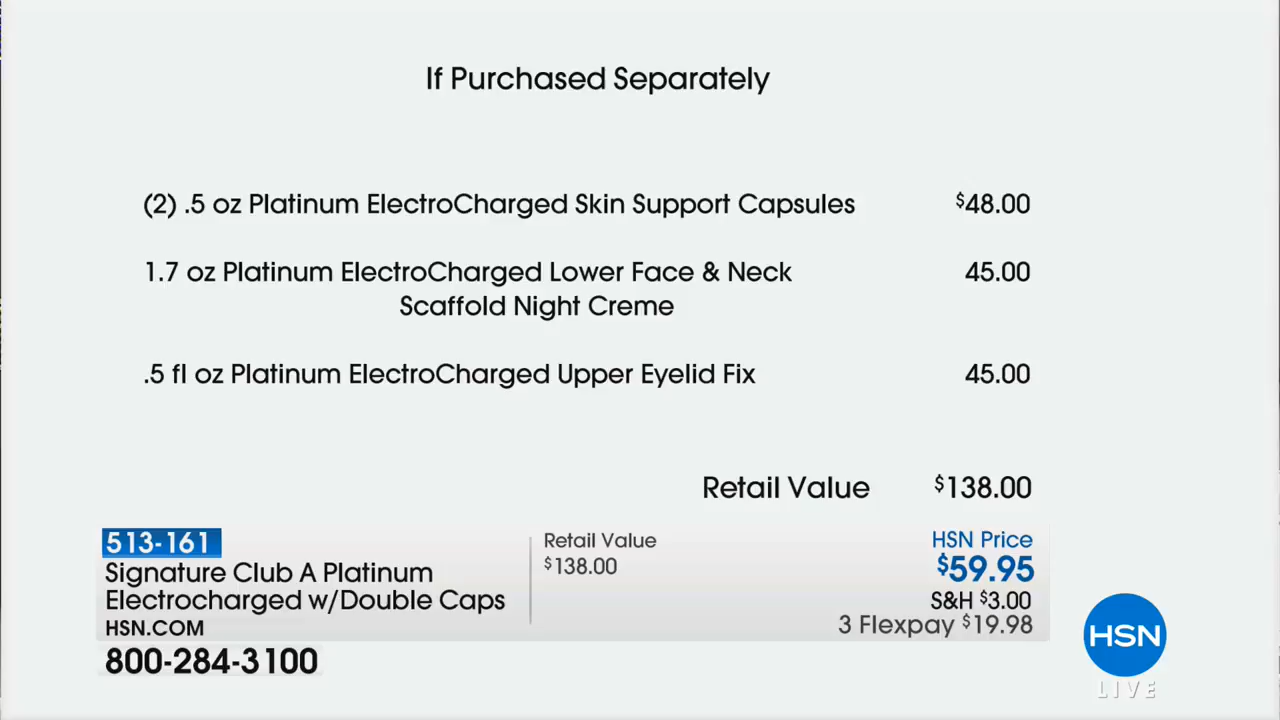 If Purchased Separately
(2) .5 oz Platinum ElectroCharged Skin Support Capsules $48.00
1.7 oz Platinum ElectroCharged Lower Face & Neck 45.00
Scaffold Night Creme
.5 fl oz Platinum ElectroCharged Upper Eyelid Fix 45.00
Retail Value $138.00
513-161
Signature Club A Platinum
Electrocharged w/Double Caps
HSN.COM
800-284-3100
Retail Value
$138.00
HSN Price
$59.95
S&H $3.00
3 Flexpay $19.98
HSN
LIVE